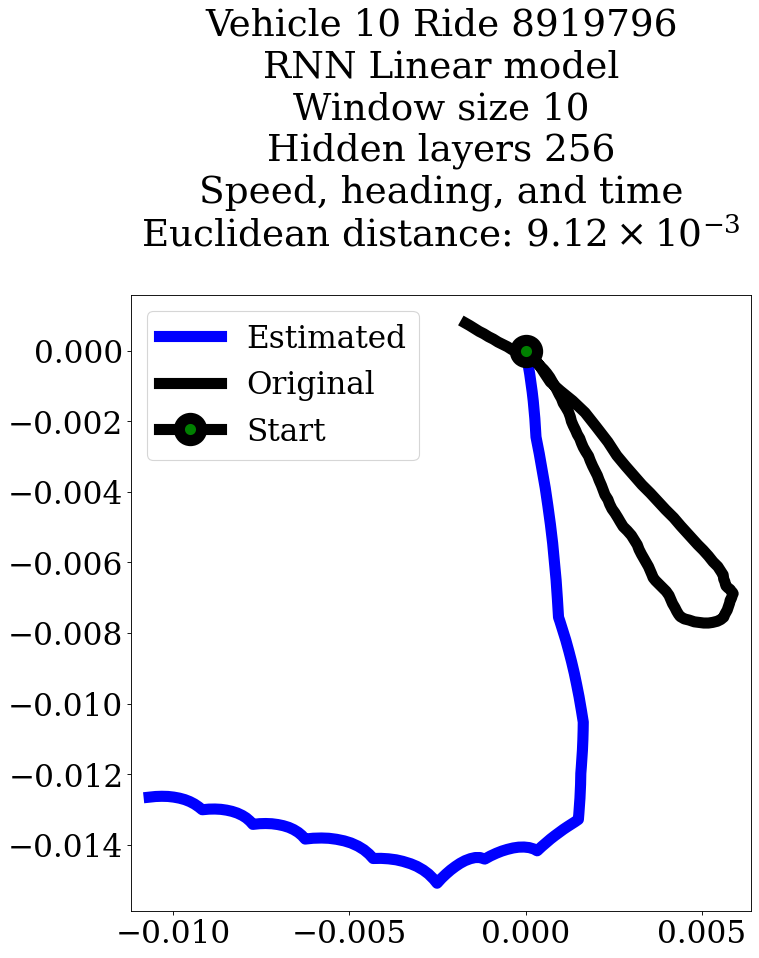 Vehicle 10 Ride 8919796
RNN Linear model
Window size 10
Hidden layers 256
Speed, heading, and time
Euclidean distance: 9.12 × 10⁻³
Estimated
Original
Start
0.000
−0.002
−0.004
−0.006
−0.008
−0.010
−0.012
−0.014
−0.010 −0.005 0.000 0.005